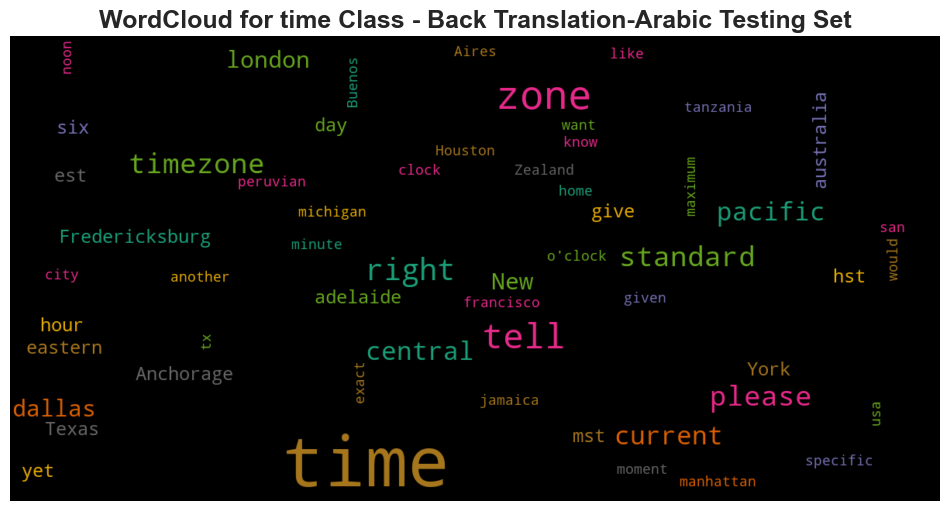 WordCloud for time Class - Back Translation-Arabic Testing Set
noon
london
Aires
like
Buenos
zone
tanzania
australia
six
day
want
know
timezone
Houston
clock
Zealand
est
peruvian
home
maximum
michigan
give
pacific
Fredericksburg
minute
o'clock
standard
san
would
city
another
right
New
hst
adelaide
francisco
given
hour
tell
eastern
tx
central
Anchorage
exact
York
dallas
jamaica
please
usa
Texas
mst
current
yet
time
moment
specific
manhattan